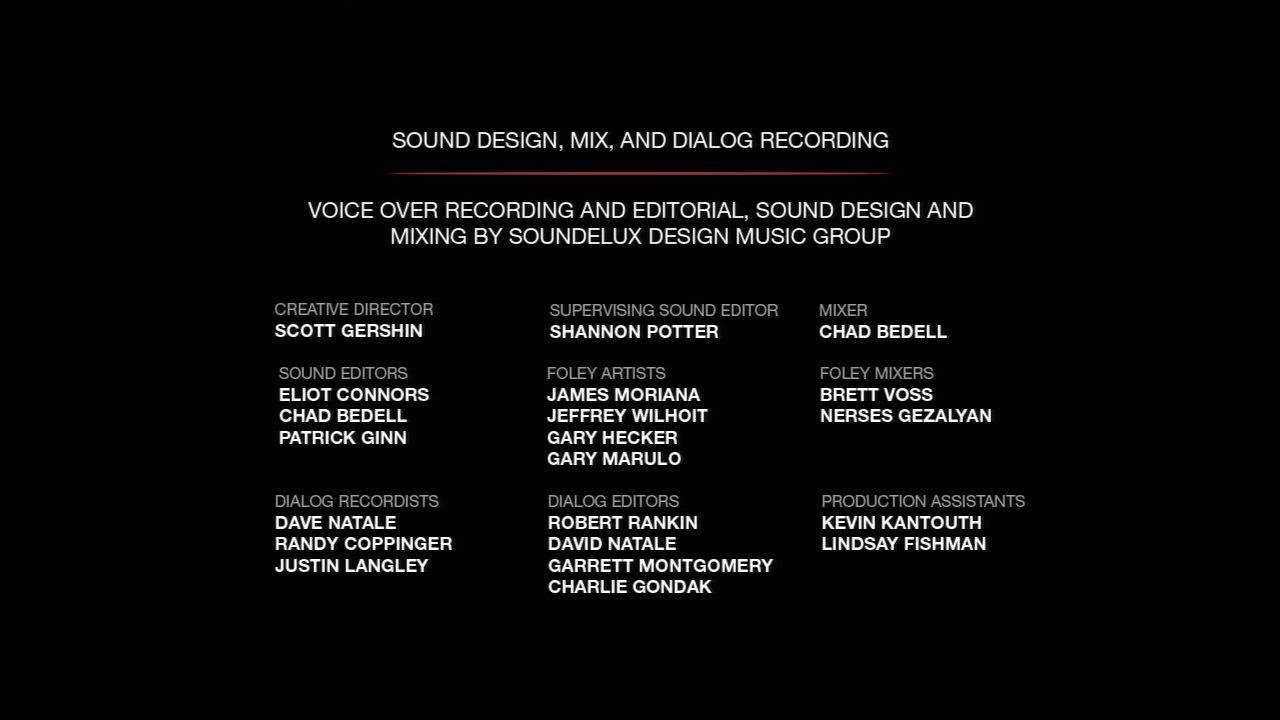 SOUND DESIGN, MIX, AND DIALOG RECORDING
VOICE OVER RECORDING AND EDITORIAL, SOUND DESIGN AND
MIXING BY SOUNDELUX DESIGN MUSIC GROUP
CREATIVE DIRECTOR
SCOTT GERSHIN
SUPERVISING SOUND EDITOR
SHANNON POTTER
MIXER
CHAD BEDELL
SOUND EDITORS
ELIOT CONNORS
CHAD BEDELL
PATRICK GINN
FOLEY ARTISTS
JAMES MORIANA
JEFFREY WILHOIT
GARY HECKER
GARY MARULO
FOLEY MIXERS
BRETT VOSS
NERSES GEZALYAN
DIALOG RECORDISTS
DAVE NATALE
RANDY COPPINGER
JUSTIN LANGLEY
DIALOG EDITORS
ROBERT RANKIN
DAVID NATALE
GARRETT MONTGOMERY
CHARLIE GONDAK
PRODUCTION ASSISTANTS
KEVIN KANTOUTH
LINDSAY FISHMAN